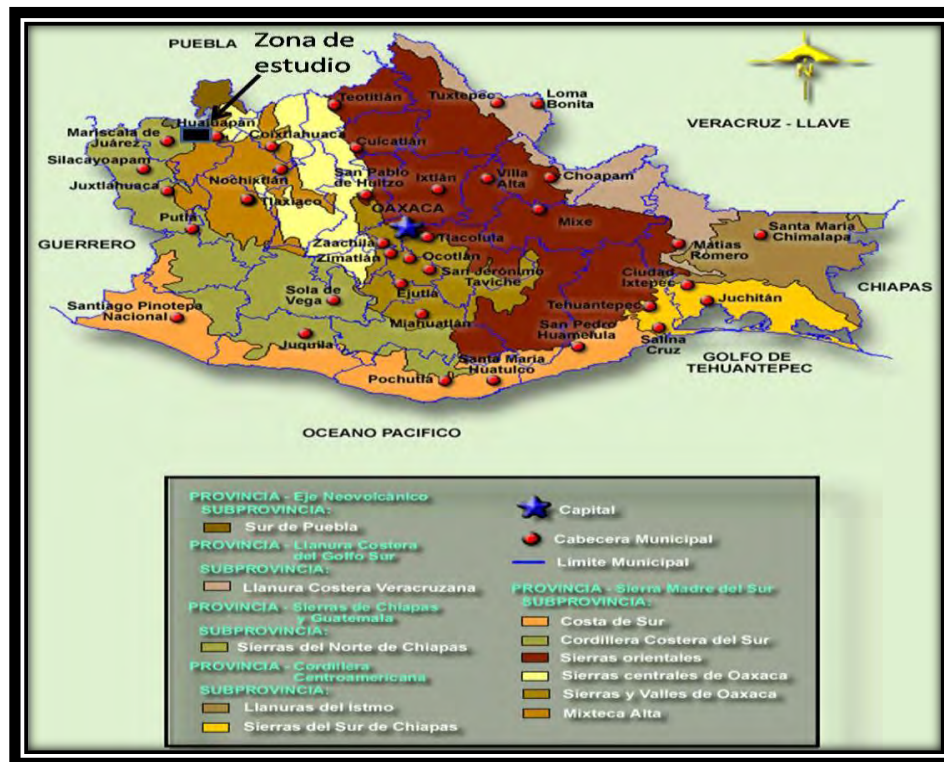 PUEBLA
Zona de
estudio
VERACRUZ - LLAVE
Teotitlán
Tuxtepec
Loma
Bonita
Huajuapán
Mariscala de
Juárez
Coixtlahuaca
Cuicatlán
Silacayoapam
San Pablo
de Huitzo
Ixtlán
Villa
Alta
Choapam
Juxtlahuaca
Nochixtlán
Tlaxiaco
OAXACA
Mixe
Putla
Zaachila
Tlacolula
Santa María
Chimalapa
GUERRERO
Zimatlán
Ocotlán
Mátias
Rómero
San Jerónimo
Taviche
Ciudad
Ixtepec
CHIAPAS
Sola de
Vega
Ejutla
Tehuantepec
Juchitán
Santiago Pinotepa
Nacional
Miahuatlán
San Pedro
Huamelula
Salina
Cruz
Juquila
GOLFO DE
TEHUANTEPEC
Santa María
Huatulco
Pochutla
OCEANO PACIFICO
N
PROVINCIA - Eje Neovolcánico
SUBPROVINCIA:
Sur de Puebla
PROVINCIA - Llanura Costera
del Golfo Sur
SUBPROVINCIA:
Llanura Costera Veracruzana
PROVINCIA - Sierras de Chiapas
y Guatemala
SUBPROVINCIA:
Sierras del Norte de Chiapas
PROVINCIA - Cordillera
Centroamericana
SUBPROVINCIA:
Llanuras del Istmo
Sierras del Sur de Chiapas
Capital
Cabecera Municipal
Límite Municipal
PROVINCIA - Sierra Madre del Sur
SUBPROVINCIA:
Costa de Sur
Cordillera Costera del Sur
Sierras orientales
Sierras centrales de Oaxaca
Sierras y Valles de Oaxaca
Mixteca Alta